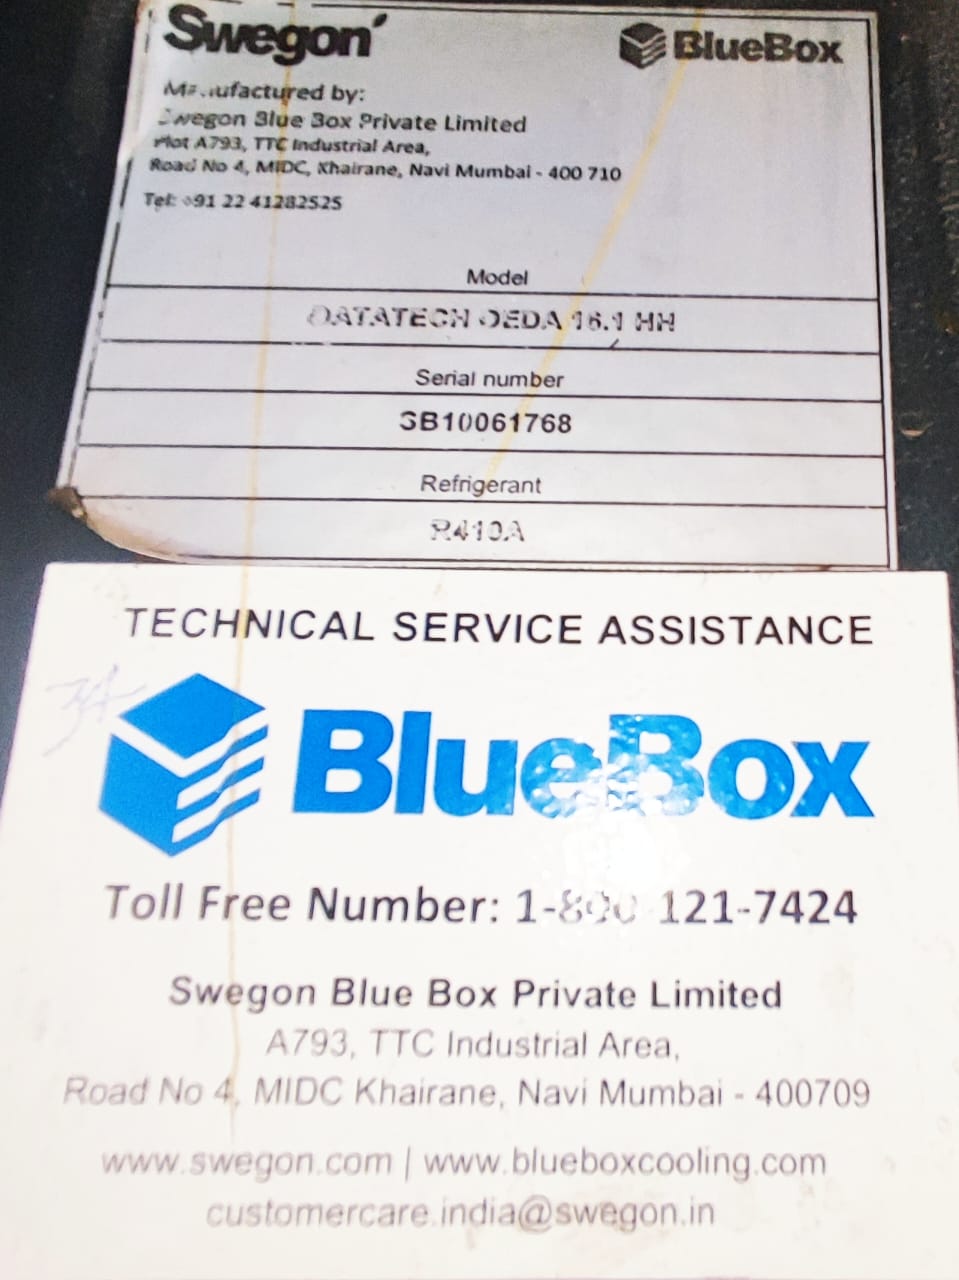 Swegon
BlueBox
Manufactured by:
Swegon Blue Box Private Limited
Plot A793, TTC Industrial Area,
Road No 4, MIDC, Khairane, Navi Mumbai - 400 710
Tel: +91 22 41282525
Model
DATATECH OEDA 16.1 HH
Serial number
SB10061768
Refrigerant
R410A
TECHNICAL SERVICE ASSISTANCE
BlueBox
Toll Free Number: 1-800-121-7424
Swegon Blue Box Private Limited
A793, TTC Industrial Area,
Road No 4, MIDC Khairane, Navi Mumbai - 400709
www.swegon.com | www.blueboxcooling.com
customercare.india@swegon.in